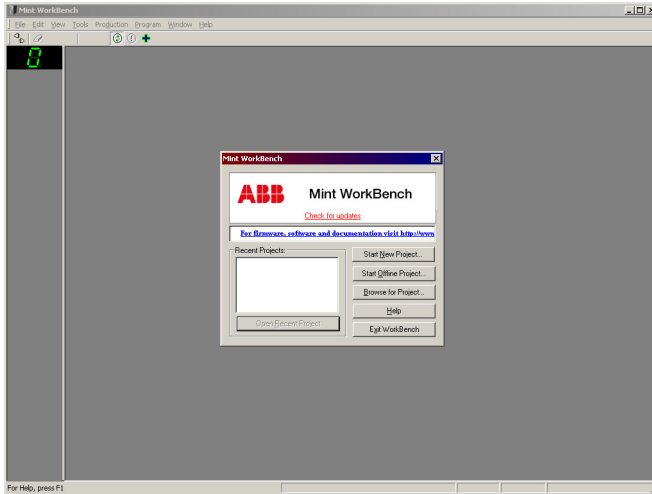 Mint WorkBench
File Edit View Tools Production Program Window Help
8
Mint WorkBench
ABB Mint WorkBench
Check for updates
For firmware, software and documentation visit http://www
Recent Projects:
Start New Project...
Start Offline Project...
Browse for Project...
Help
Open Recent Project
Exit WorkBench
For Help, press F1